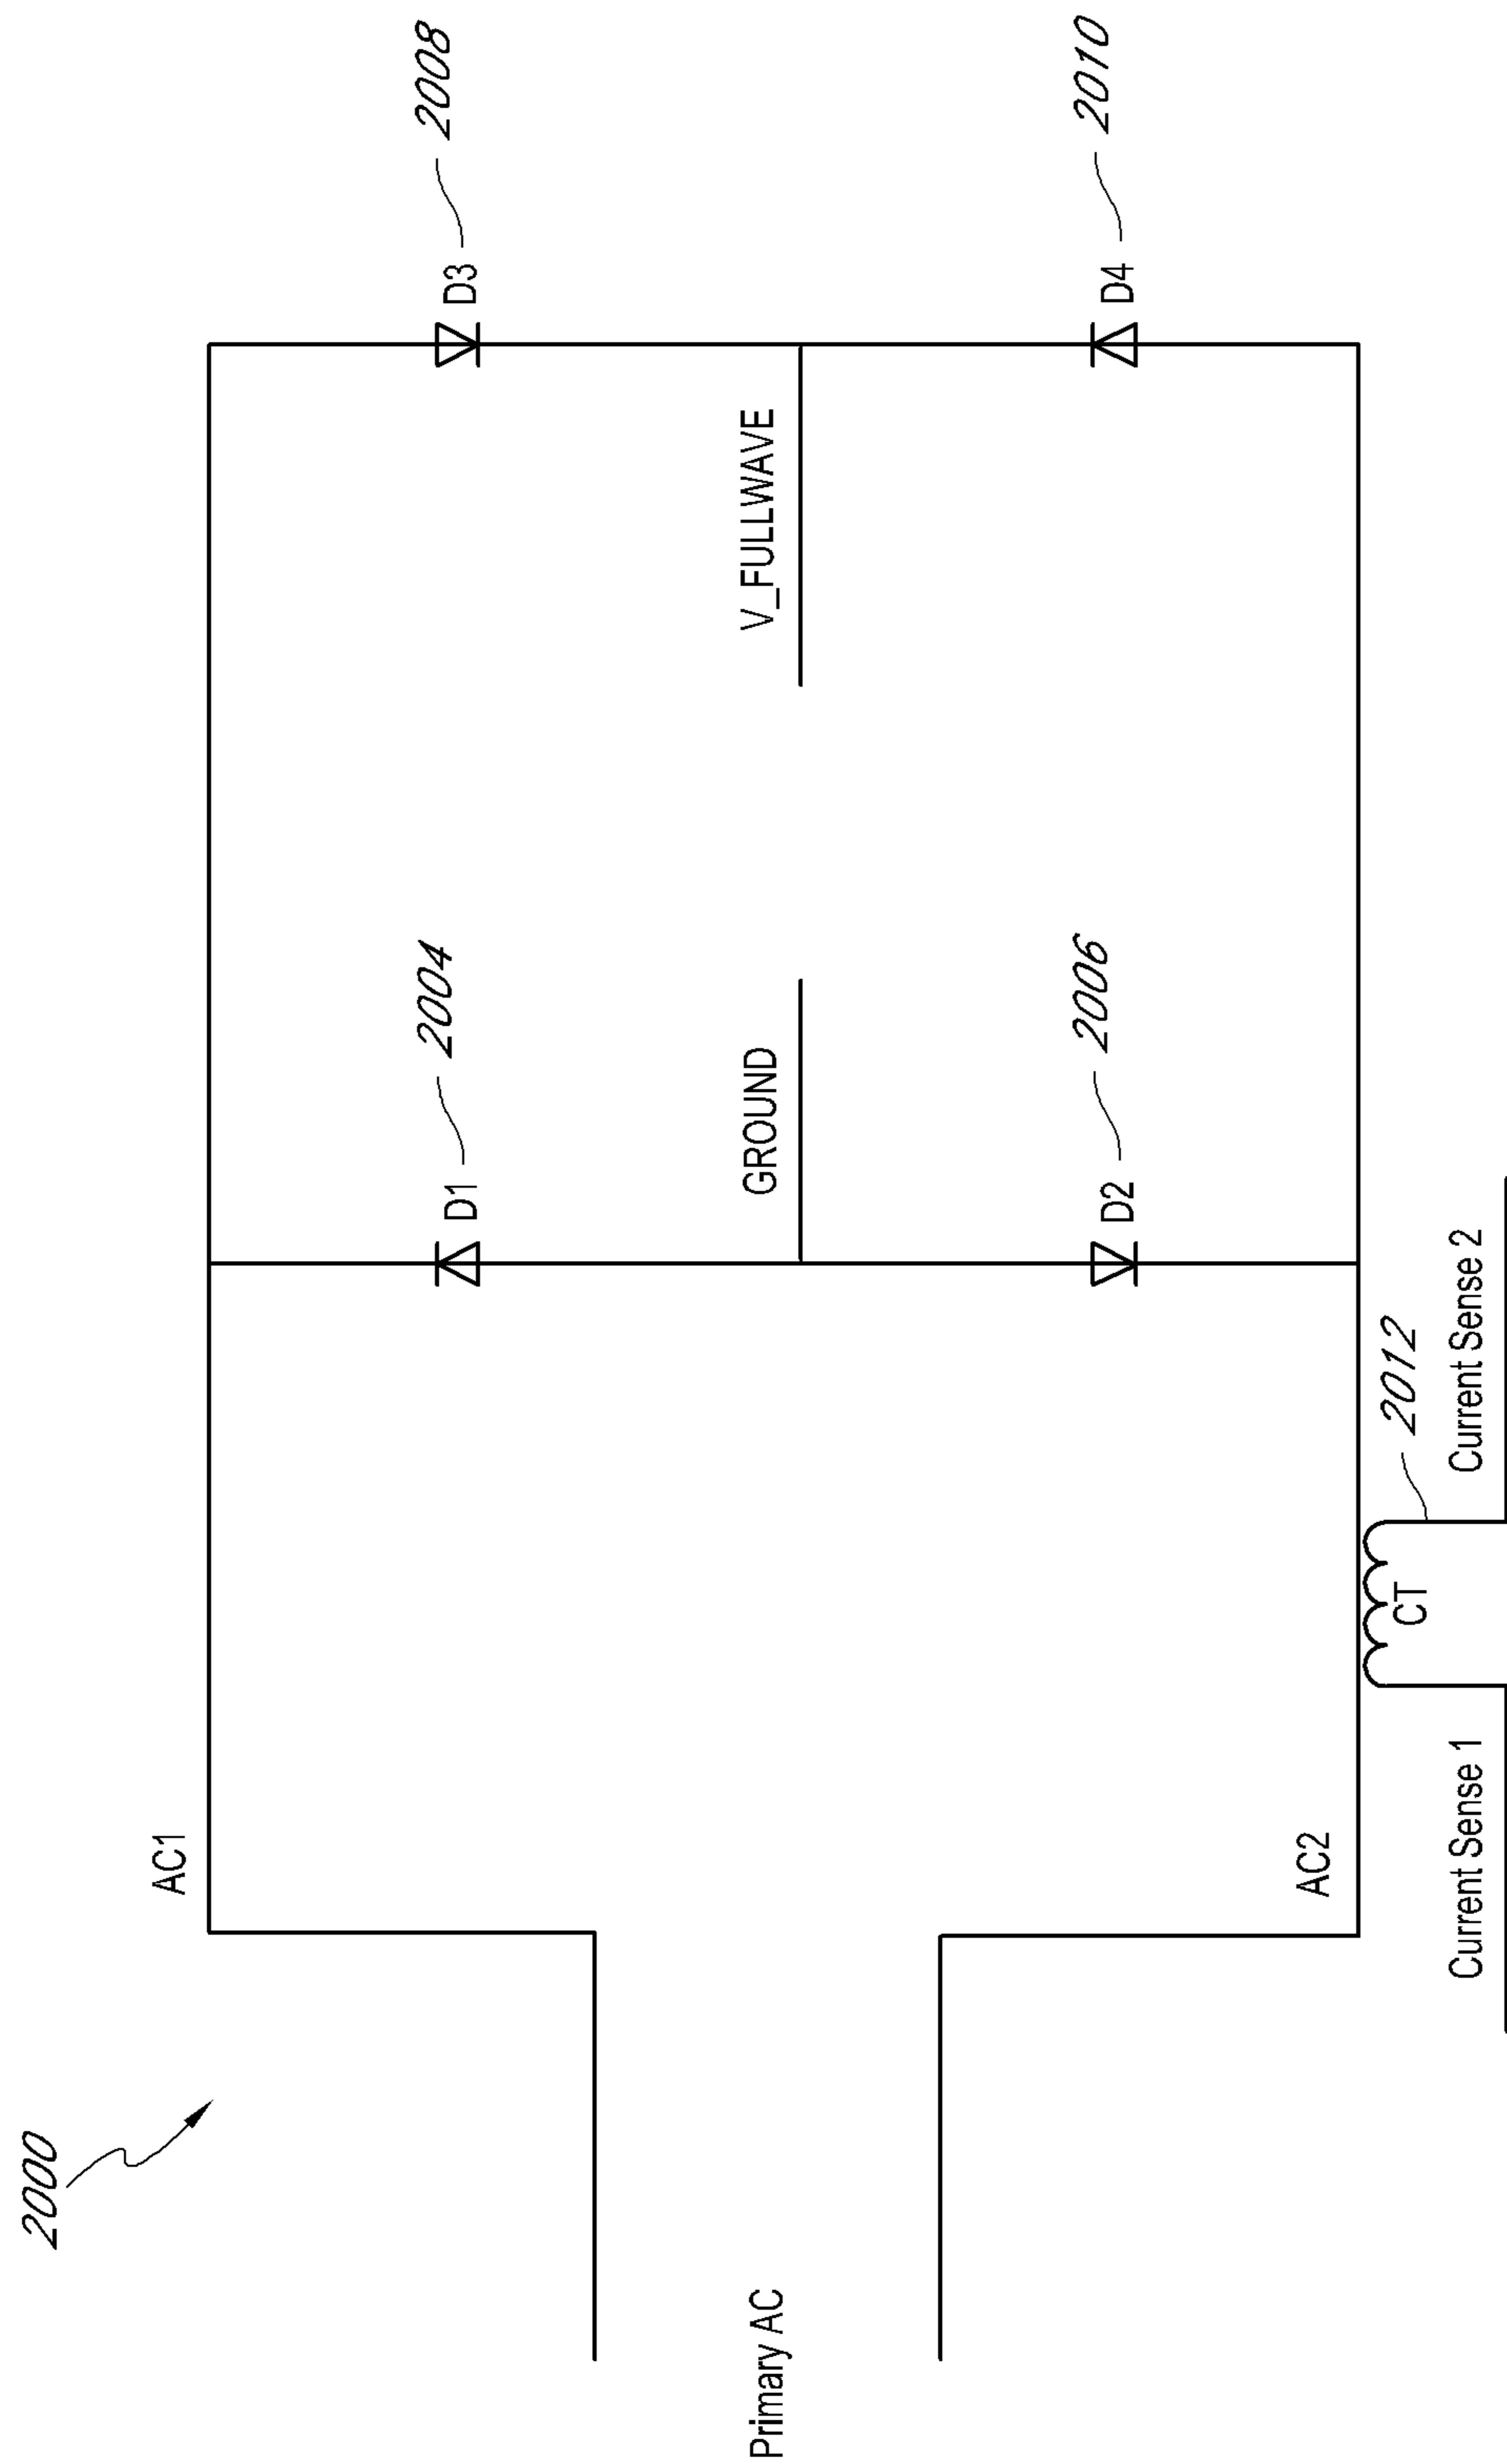 2000
Primary AC
AC1
AC2
D1
2004
GROUND
D2
2006
D3
2008
V_FULLWAVE
D4
2010
CT
2012
Current Sense 1
Current Sense 2